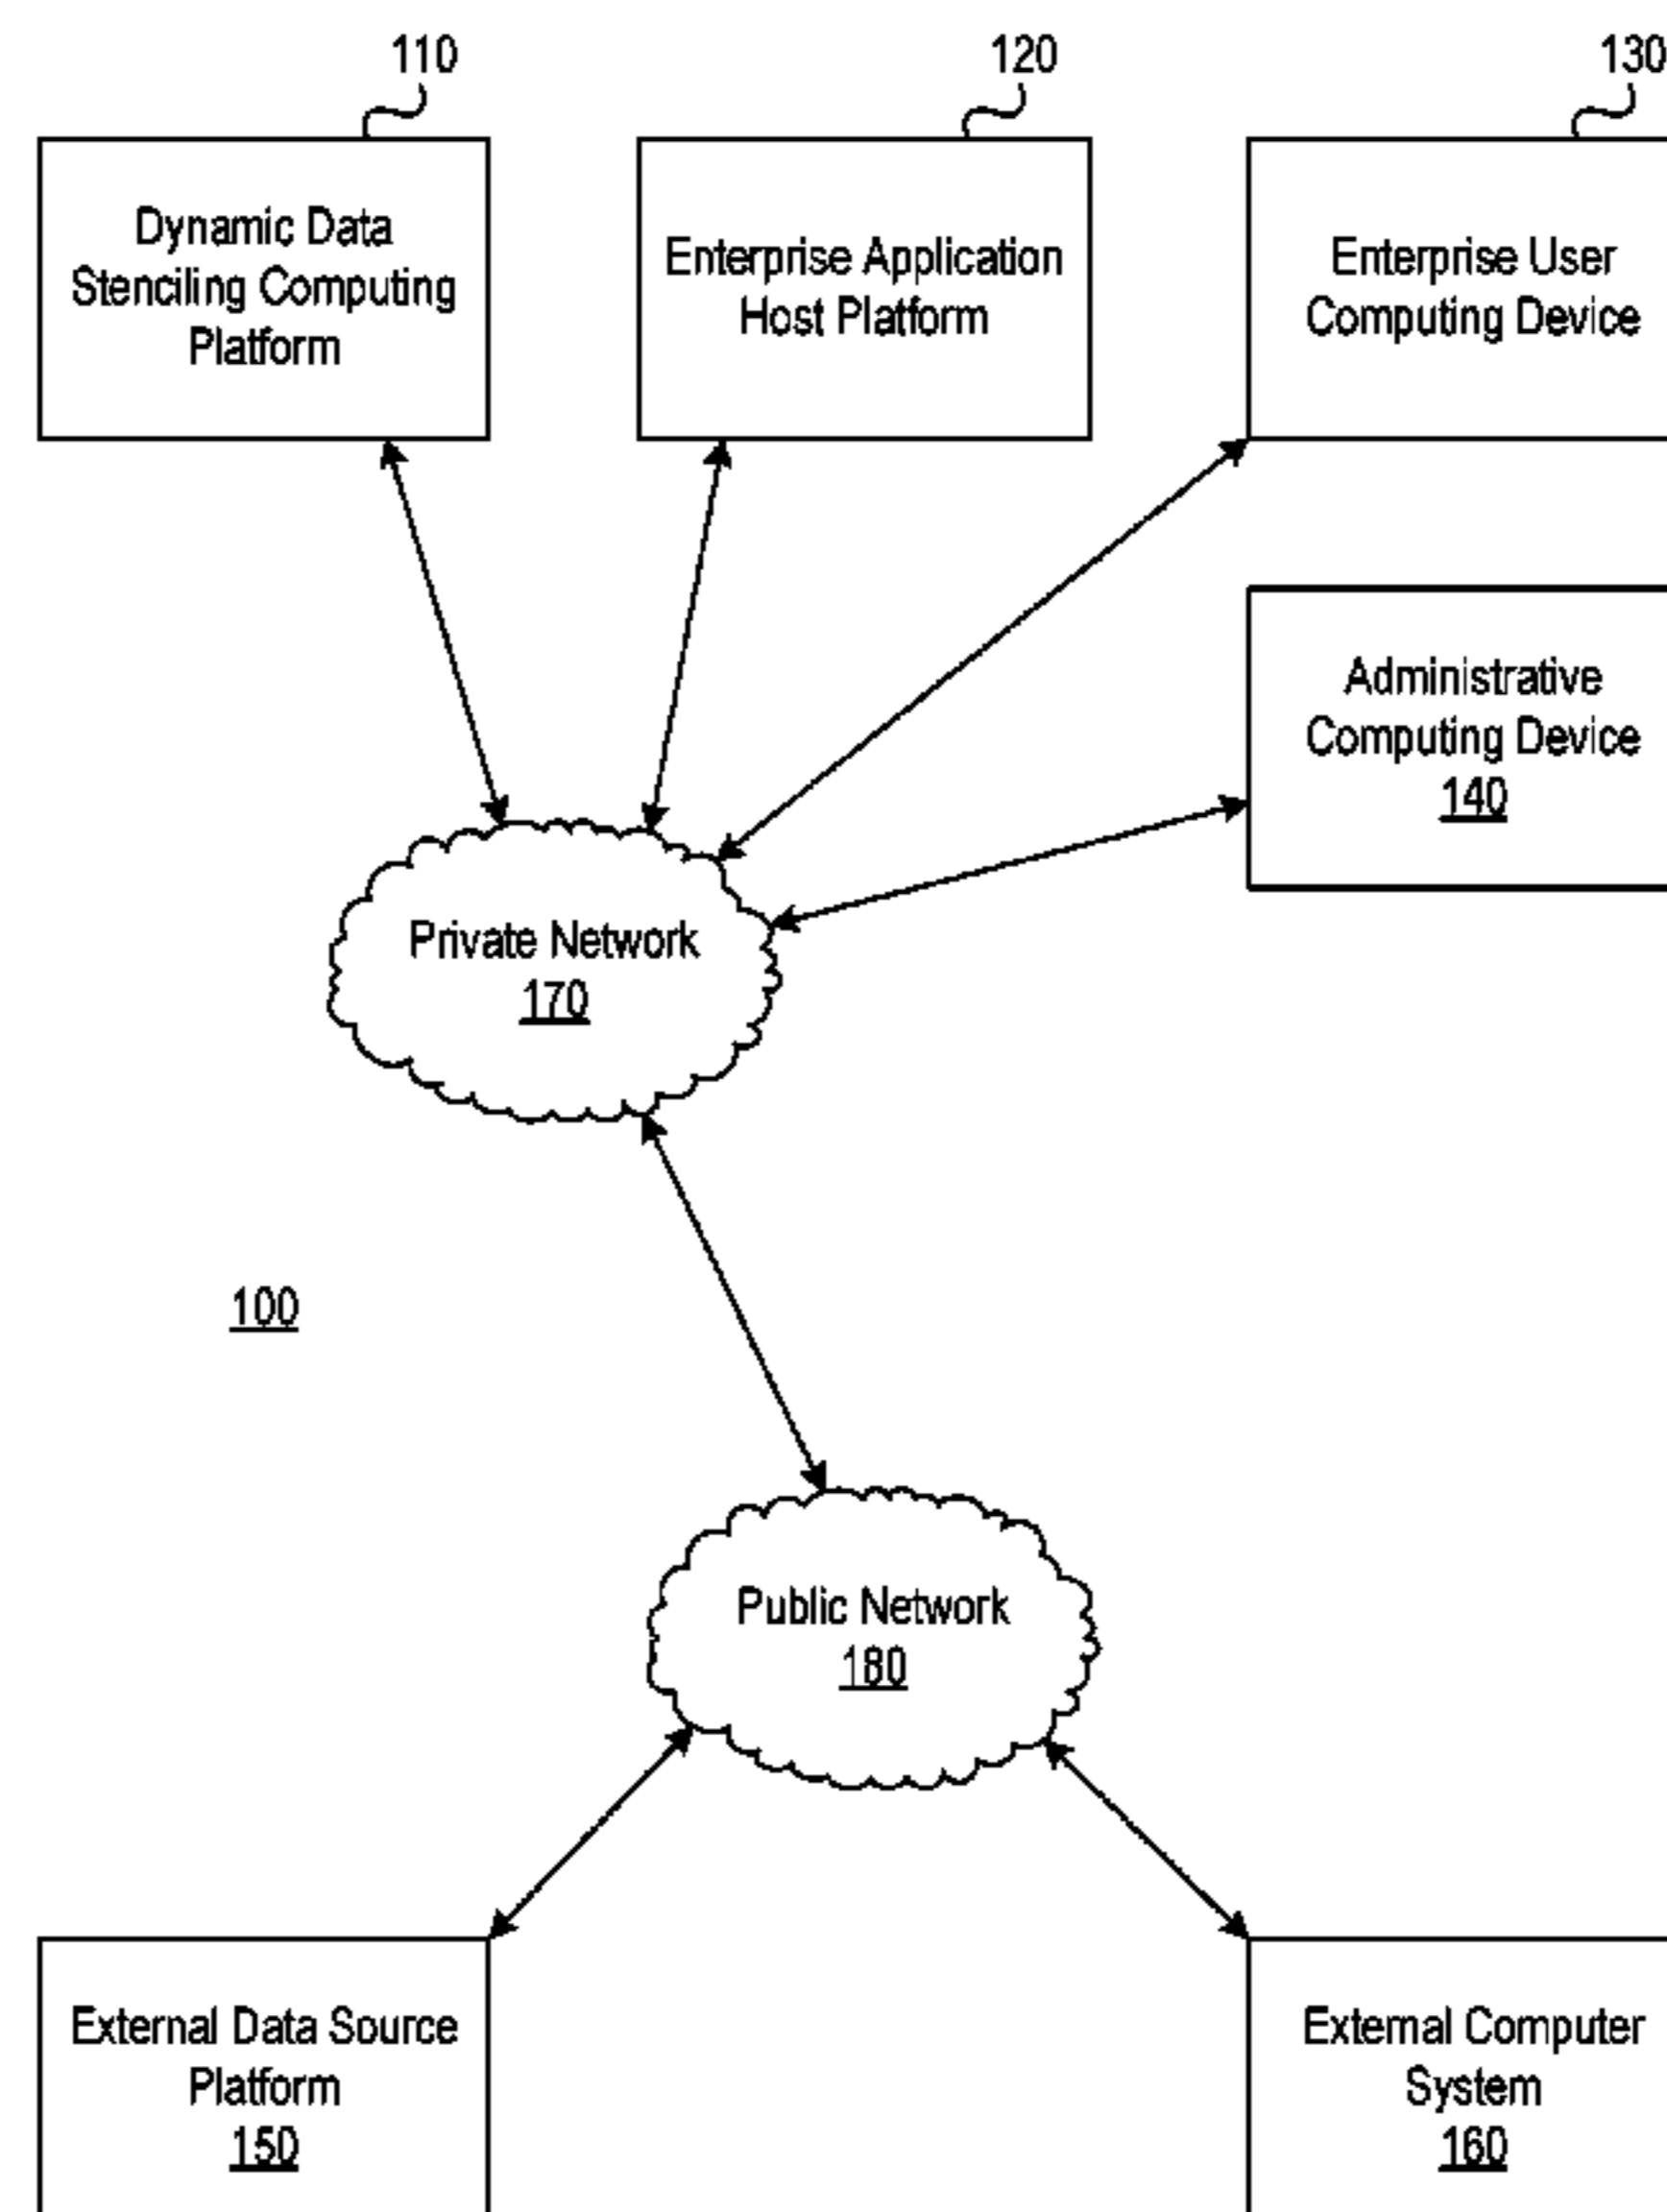 110
120
130
Dynamic Data
Stenciling Computing
Platform
Enterprise Application
Host Platform
Enterprise User
Computing Device
Administrative
Computing Device
140
Private Network
170
100
Public Network
180
External Data Source
Platform
150
External Computer
System
160